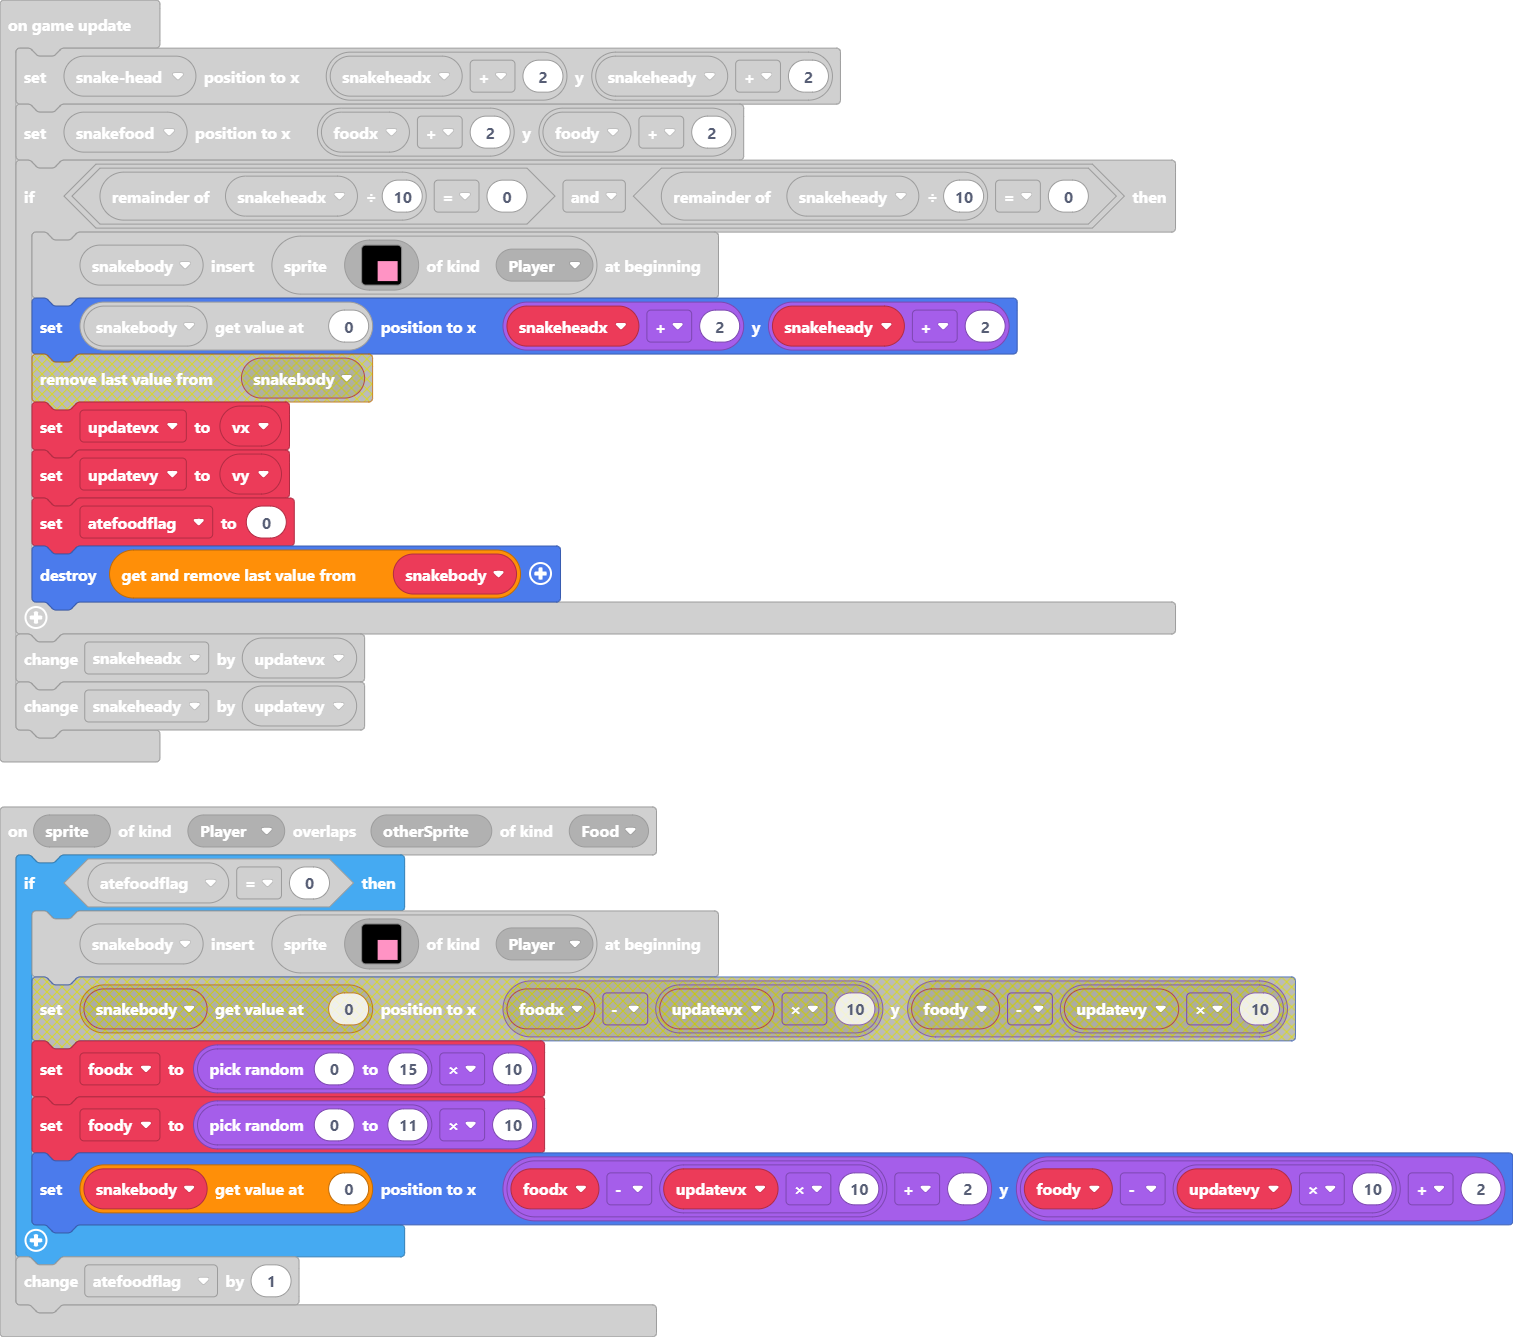 on game update
set snake-head position to x snakeheadx + 2 y snakeheady + 2
set snakefood position to x foodx + 2 y foody + 2
if remainder of snakeheadx ÷ 10 = 0 and remainder of snakeheady ÷ 10 = 0 then
snakebody insert sprite of kind Player at beginning
set snakebody get value at 0 position to x snakeheadx + 2 y snakeheady + 2
remove last value from snakebody
set updatevx to vx
set updatevy to vy
set atefoodflag to 0
destroy get and remove last value from snakebody
change snakeheadx by updatevx
change snakeheady by updatevy
on sprite of kind Player overlaps otherSprite of kind Food
if atefoodflag = 0 then
snakebody insert sprite of kind Player at beginning
set snakebody get value at 0 position to x foodx - updatevx × 10 y foody - updatevy × 10
set foodx to pick random 0 to 15 × 10
set foody to pick random 0 to 11 × 10
set snakebody get value at 0 position to x foodx - updatevx × 10 + 2 y foody - updatevy × 10 + 2
change atefoodflag by 1